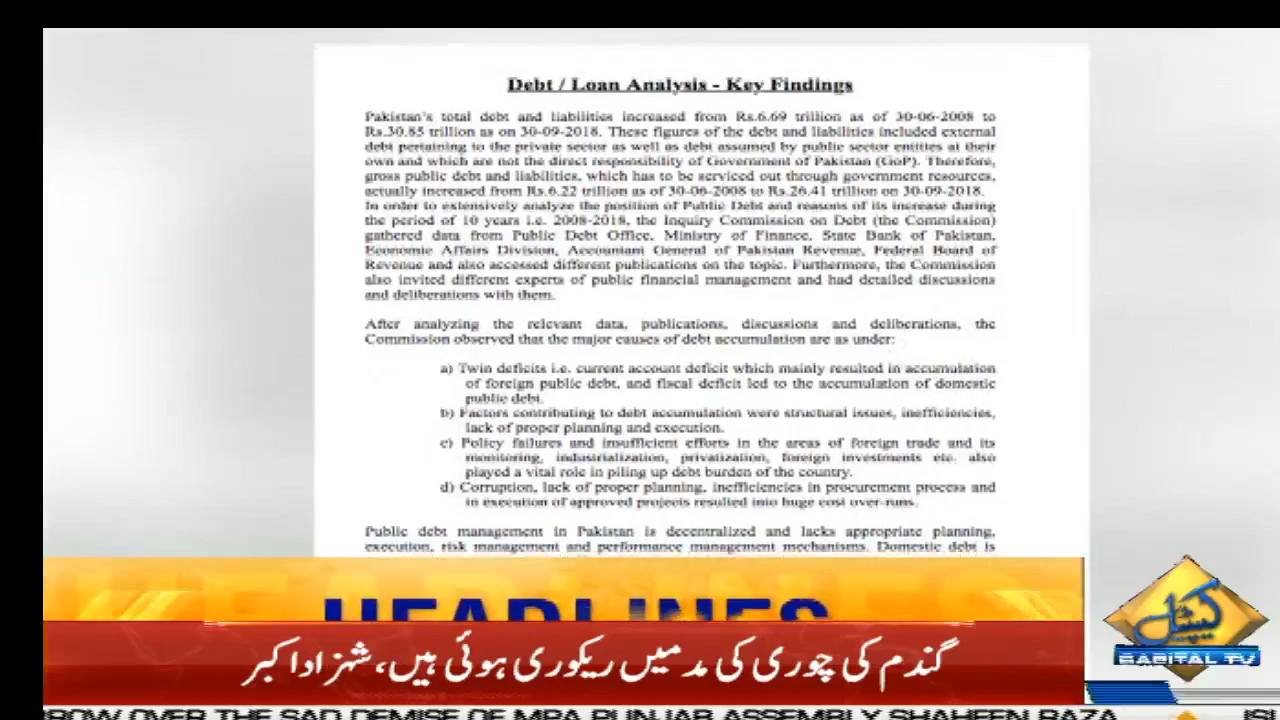 Debt / Loan Analysis - Key Findings
Pakistan's total debt and liabilities increased from Rs.6.69 trillion as of 30-06-2008 to
Rs.30.85 trillion as on 30-09-2018. These figures of the debt and liabilities included external
debt pertaining to the private sector as well as debt assumed by public sector entities at their
own and which are not the direct responsibility of Government of Pakistan (GoP). Therefore,
gross public debt and liabilities, which has to be serviced out through government resources,
actually increased from Rs.6.22 trillion as of 30-06-2008 to Rs.26.41 trillion on 30-09-2018.
In order to extensively analyze the position of Public Debt and reasons of its increase during
the period of 10 years i.e. 2008-2018, the Inquiry Commission on Debt (the Commission)
gathered data from Public Debt Office, Ministry of Finance, State Bank of Pakistan,
Economic Affairs Division, Accountant General of Pakistan Revenue, Federal Board of
Revenue and also accessed different publications on the topic. Furthermore, the Commission
also invited different experts of public financial management and had detailed discussions
and deliberations with them.
After analyzing the relevant data, publications, discussions and deliberations, the
Commission observed that the major causes of debt accumulation are as under:
a) Twin deficits i.e. current account deficit which mainly resulted in accumulation
of foreign public debt, and fiscal deficit led to the accumulation of domestic
public debt.
b) Factors contributing to debt accumulation were structural issues, inefficiencies,
lack of proper planning and execution.
c) Policy failures and insufficient efforts in the areas of foreign trade and its
monitoring, industrialization, privatization, foreign investments etc. also
played a vital role in piling up debt burden of the country.
d) Corruption, lack of proper planning, inefficiencies in procurement process and
in execution of approved projects resulted into huge cost over-runs.
Public debt management in Pakistan is decentralized and lacks appropriate planning,
execution, risk management and performance management mechanisms. Domestic debt is
HEADLINES
گندم کی چوری کی مد میں ریکوری ہوئی ہیں، شہزاد اکبر
کیپیٹل
CAPITAL TV
OVER THE SAD DEMISE OF MPA PUNJAB ASSEMBLY SHAHEEN RAZA